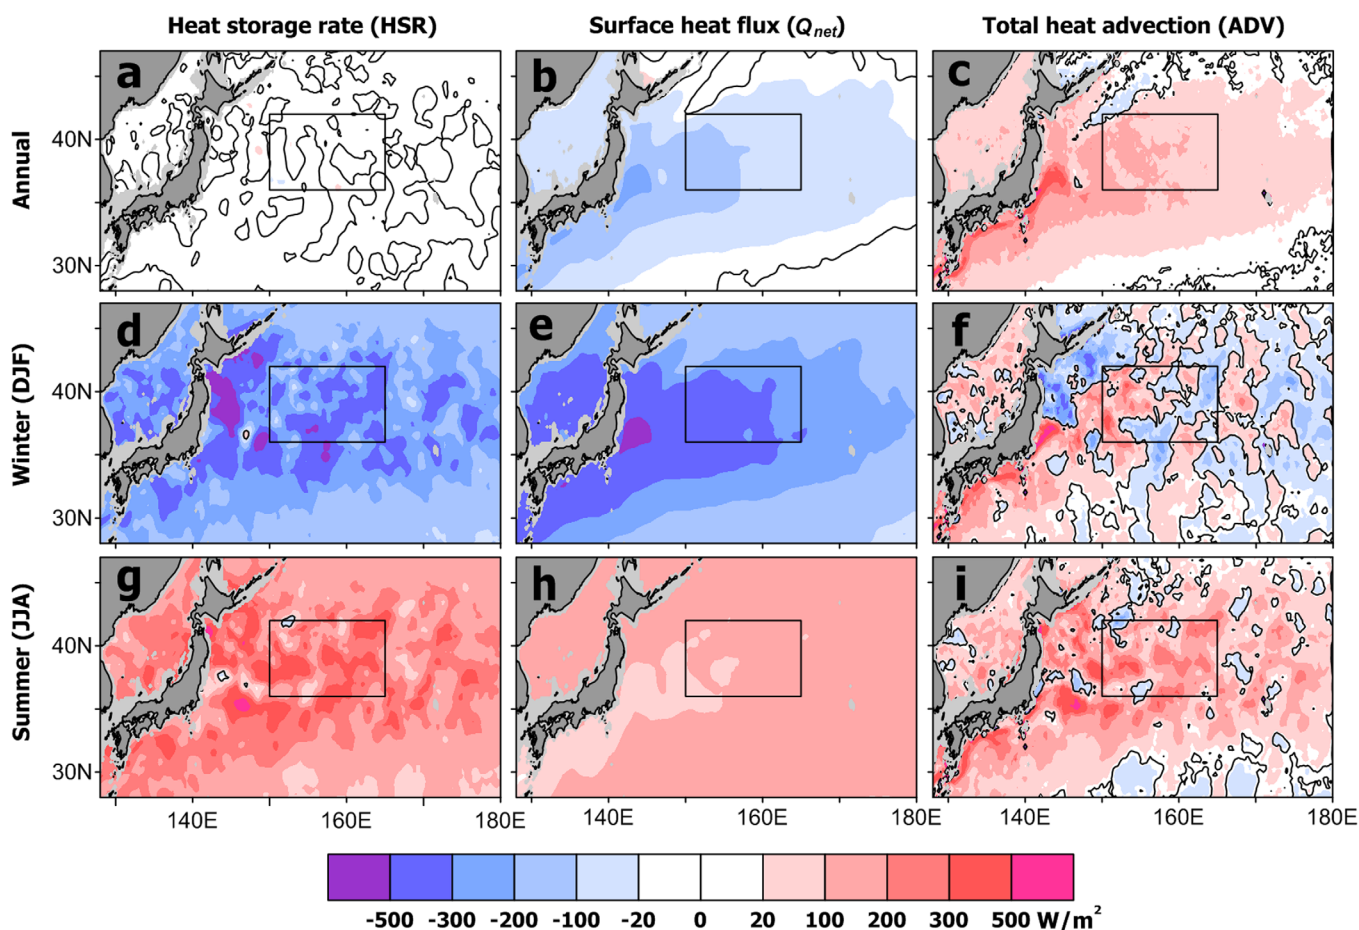 Heat storage rate (HSR) Surface heat flux (Qnet) Total heat advection (ADV)
Annual
a b c
40N
30N
Winter (DJF)
d e f
40N
30N
Summer (JJA)
g h i
40N
30N
140E 160E 180E 140E 160E 180E 140E 160E 180E
-500 -300 -200 -100 -20 0 20 100 200 300 500 W/m²